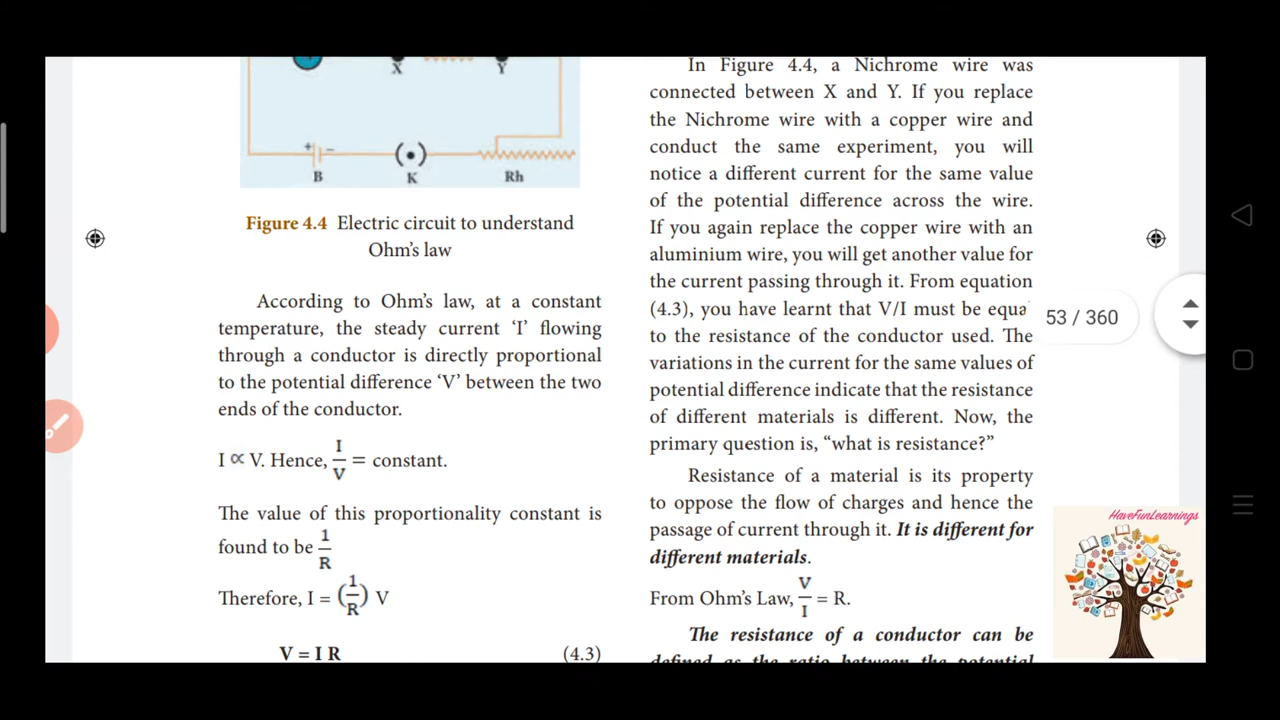 X
Y
+
–
B
K
Rh
Figure 4.4 Electric circuit to understand
Ohm's law
According to Ohm's law, at a constant
temperature, the steady current 'I' flowing
through a conductor is directly proportional
to the potential difference 'V' between the two
ends of the conductor.
I ∝ V. Hence, I/V = constant.
The value of this proportionality constant is
found to be 1/R
Therefore, I = (1/R) V
V = I R (4.3)
In Figure 4.4, a Nichrome wire was
connected between X and Y. If you replace
the Nichrome wire with a copper wire and
conduct the same experiment, you will
notice a different current for the same value
of the potential difference across the wire.
If you again replace the copper wire with an
aluminium wire, you will get another value for
the current passing through it. From equation
(4.3), you have learnt that V/I must be equa
to the resistance of the conductor used. The
variations in the current for the same values of
potential difference indicate that the resistance
of different materials is different. Now, the
primary question is, “what is resistance?”
Resistance of a material is its property
to oppose the flow of charges and hence the
passage of current through it. It is different for
different materials.
From Ohm's Law, V/I = R.
The resistance of a conductor can be
defined as the ratio between the potential
53 / 360
HaveFunLearnings